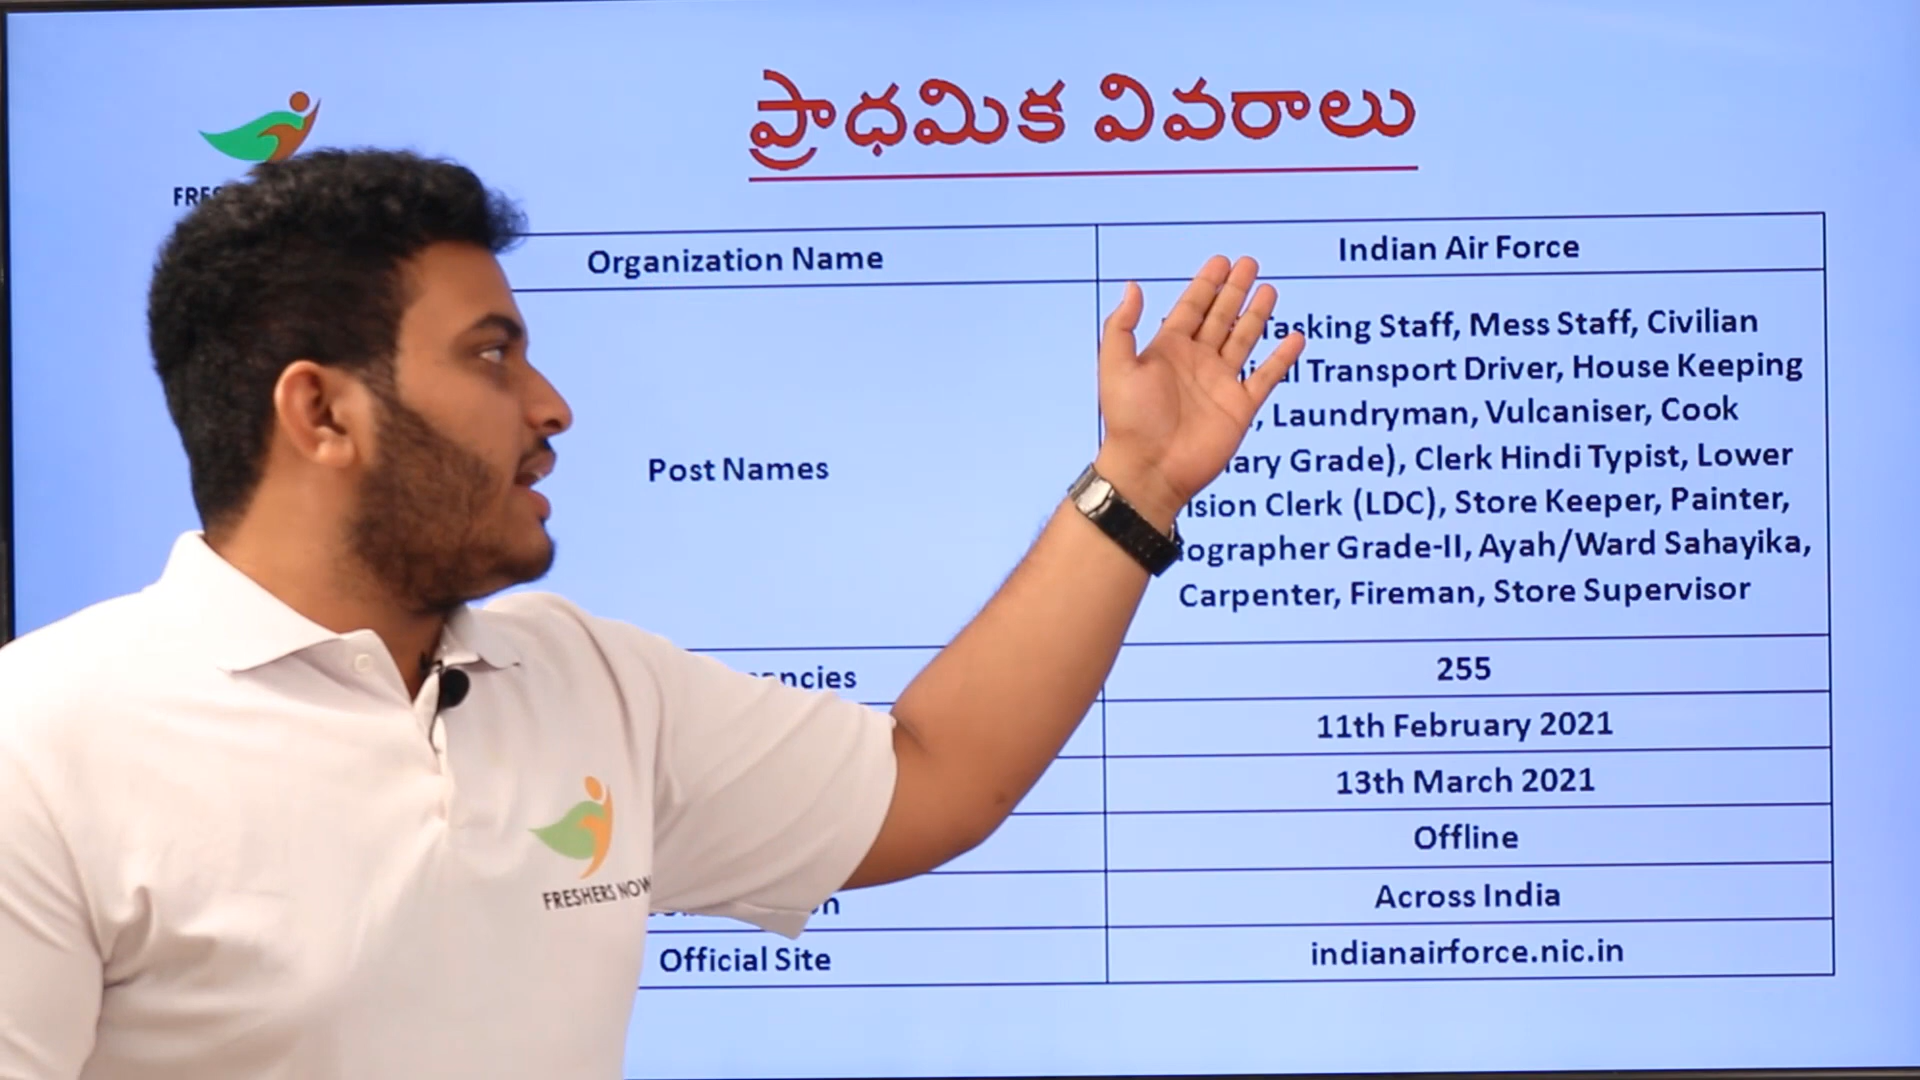 ప్రాధమిక వివరాలు
Organization Name
Indian Air Force
Post Names
Tasking Staff, Mess Staff, Civilian
Transport Driver, House Keeping
Laundryman, Vulcaniser, Cook
Grade), Clerk Hindi Typist, Lower
Clerk (LDC), Store Keeper, Painter,
Grade-II, Ayah/Ward Sahayika,
Carpenter, Fireman, Store Supervisor
255
11th February 2021
13th March 2021
Offline
Across India
Official Site
indianairforce.nic.in
FRESHERS NOW